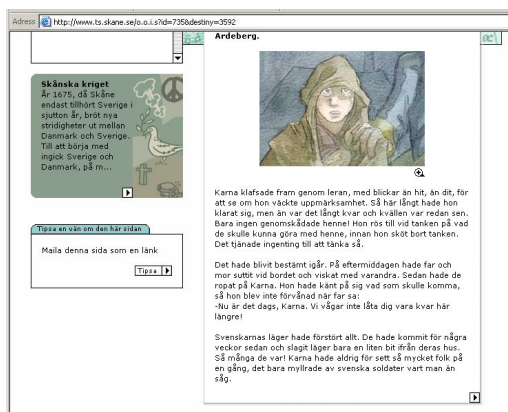 Adress http://www.ts.skane.se/o.o.i.s?id=735&destiny=3592
Ardeberg.
Skånska kriget
År 1675, då Skåne
endast tillhört Sverige i
sjutton år, bröt nya
stridigheter ut mellan
Danmark och Sverige.
Till att börja med
ingick Sverige och
Danmark, på m...
Tipsa en vän om den här sidan
Maila denna sida som en länk
Tipsa
Karna klafsade fram genom leran, med blickar än hit, än dit, för
att se om hon väckte uppmärksamhet. Så här långt hade hon
klarat sig, men än var det långt kvar och kvällen var redan sen.
Bara ingen genomskådade henne! Hon rös till vid tanken på vad
de skulle kunna göra med henne, innan hon sköt bort tanken.
Det tjänade ingenting till att tänka så.
Det hade blivit bestämt igår. På eftermiddagen hade far och
mor suttit vid bordet och viskat med varandra. Sedan hade de
ropat på Karna. Hon hade känt på sig vad som skulle komma,
så hon blev inte förvånad när far sa:
-Nu är det dags, Karna. Vi vågar inte låta dig vara kvar här
längre!
Svenskarnas läger hade förstört allt. De hade kommit för några
veckor sedan och slagit läger bara en liten bit ifrån deras hus.
Så många de var! Karna hade aldrig för sett så mycket folk på
en gång, det bara myllrade av svenska soldater vart man än
såg.